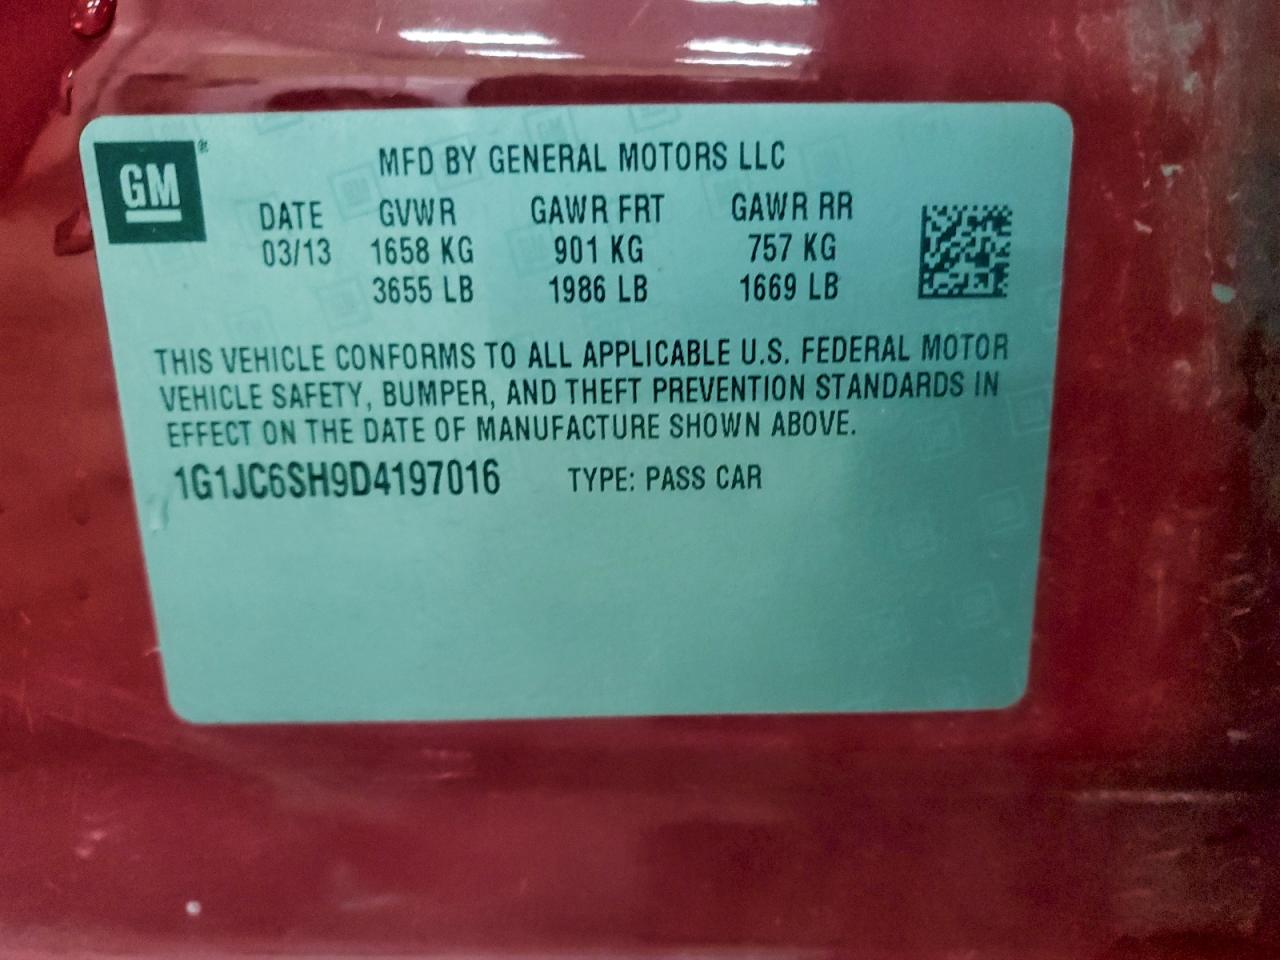 GM®
MFD BY GENERAL MOTORS LLC
DATE GVWR GAWR FRT GAWR RR
03/13 1658 KG 901 KG 757 KG
3655 LB 1986 LB 1669 LB
THIS VEHICLE CONFORMS TO ALL APPLICABLE U.S. FEDERAL MOTOR
VEHICLE SAFETY, BUMPER, AND THEFT PREVENTION STANDARDS IN
EFFECT ON THE DATE OF MANUFACTURE SHOWN ABOVE.
1G1JC6SH9D4197016 TYPE: PASS CAR